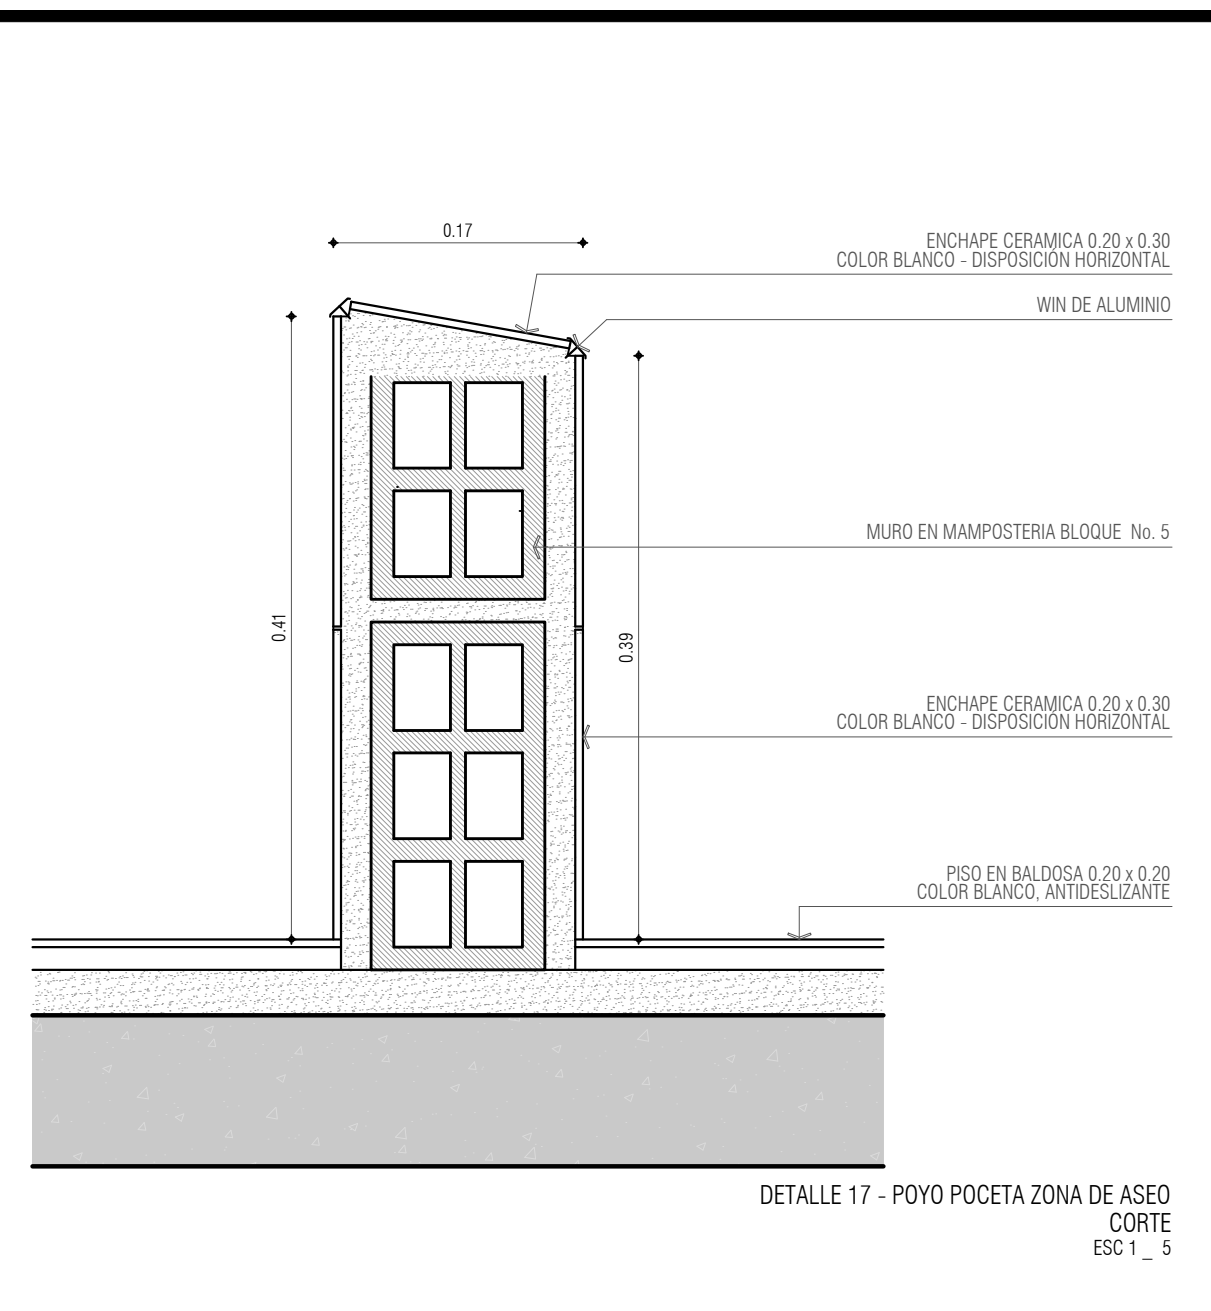 0.17
ENCHAPE CERAMICA 0.20 x 0.30
COLOR BLANCO - DISPOSICIÓN HORIZONTAL
WIN DE ALUMINIO
MURO EN MAMPOSTERIA BLOQUE No. 5
0.41
0.39
ENCHAPE CERAMICA 0.20 x 0.30
COLOR BLANCO - DISPOSICIÓN HORIZONTAL
PISO EN BALDOSA 0.20 x 0.20
COLOR BLANCO, ANTIDESLIZANTE
DETALLE 17 - POYO POCETA ZONA DE ASEO
CORTE
ESC 1 _ 5